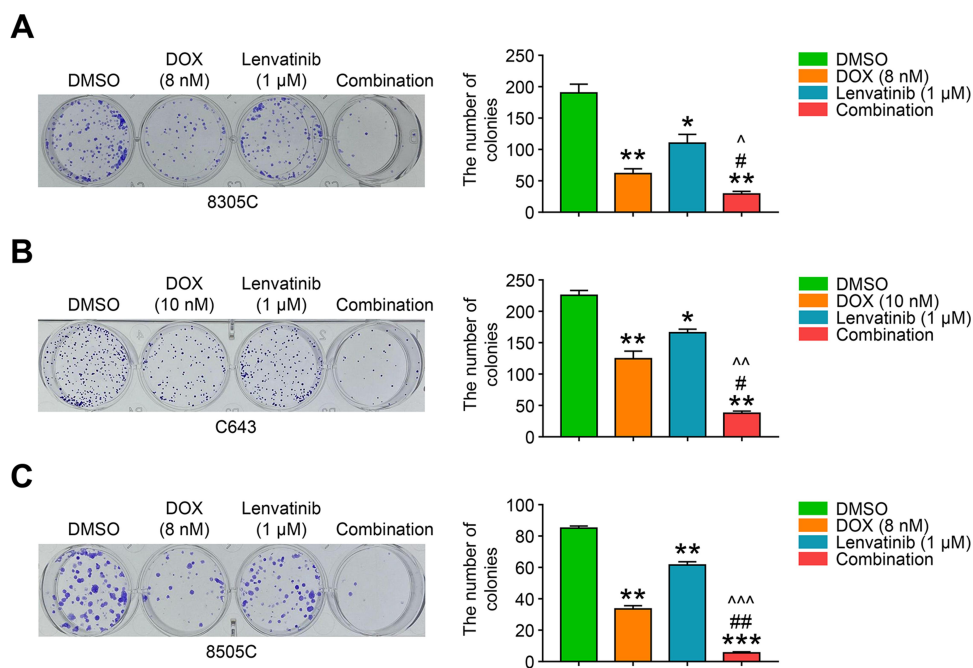 A
DMSO
DOX
(8 nM)
Lenvatinib
(1 µM)
Combination
8305C
The number of
colonies
250
200
150
100
50
0
**
*
^
#
**
DMSO
DOX (8 nM)
Lenvatinib (1 µM)
Combination
B
DMSO
DOX
(10 nM)
Lenvatinib
(1 µM)
Combination
C643
The number of
colonies
250
200
150
100
50
0
**
*
^^
#
**
DMSO
DOX (10 nM)
Lenvatinib (1 µM)
Combination
C
DMSO
DOX
(8 nM)
Lenvatinib
(1 µM)
Combination
8505C
The number of
colonies
100
80
60
40
20
0
**
**
^^^
##
***
DMSO
DOX (8 nM)
Lenvatinib (1 µM)
Combination